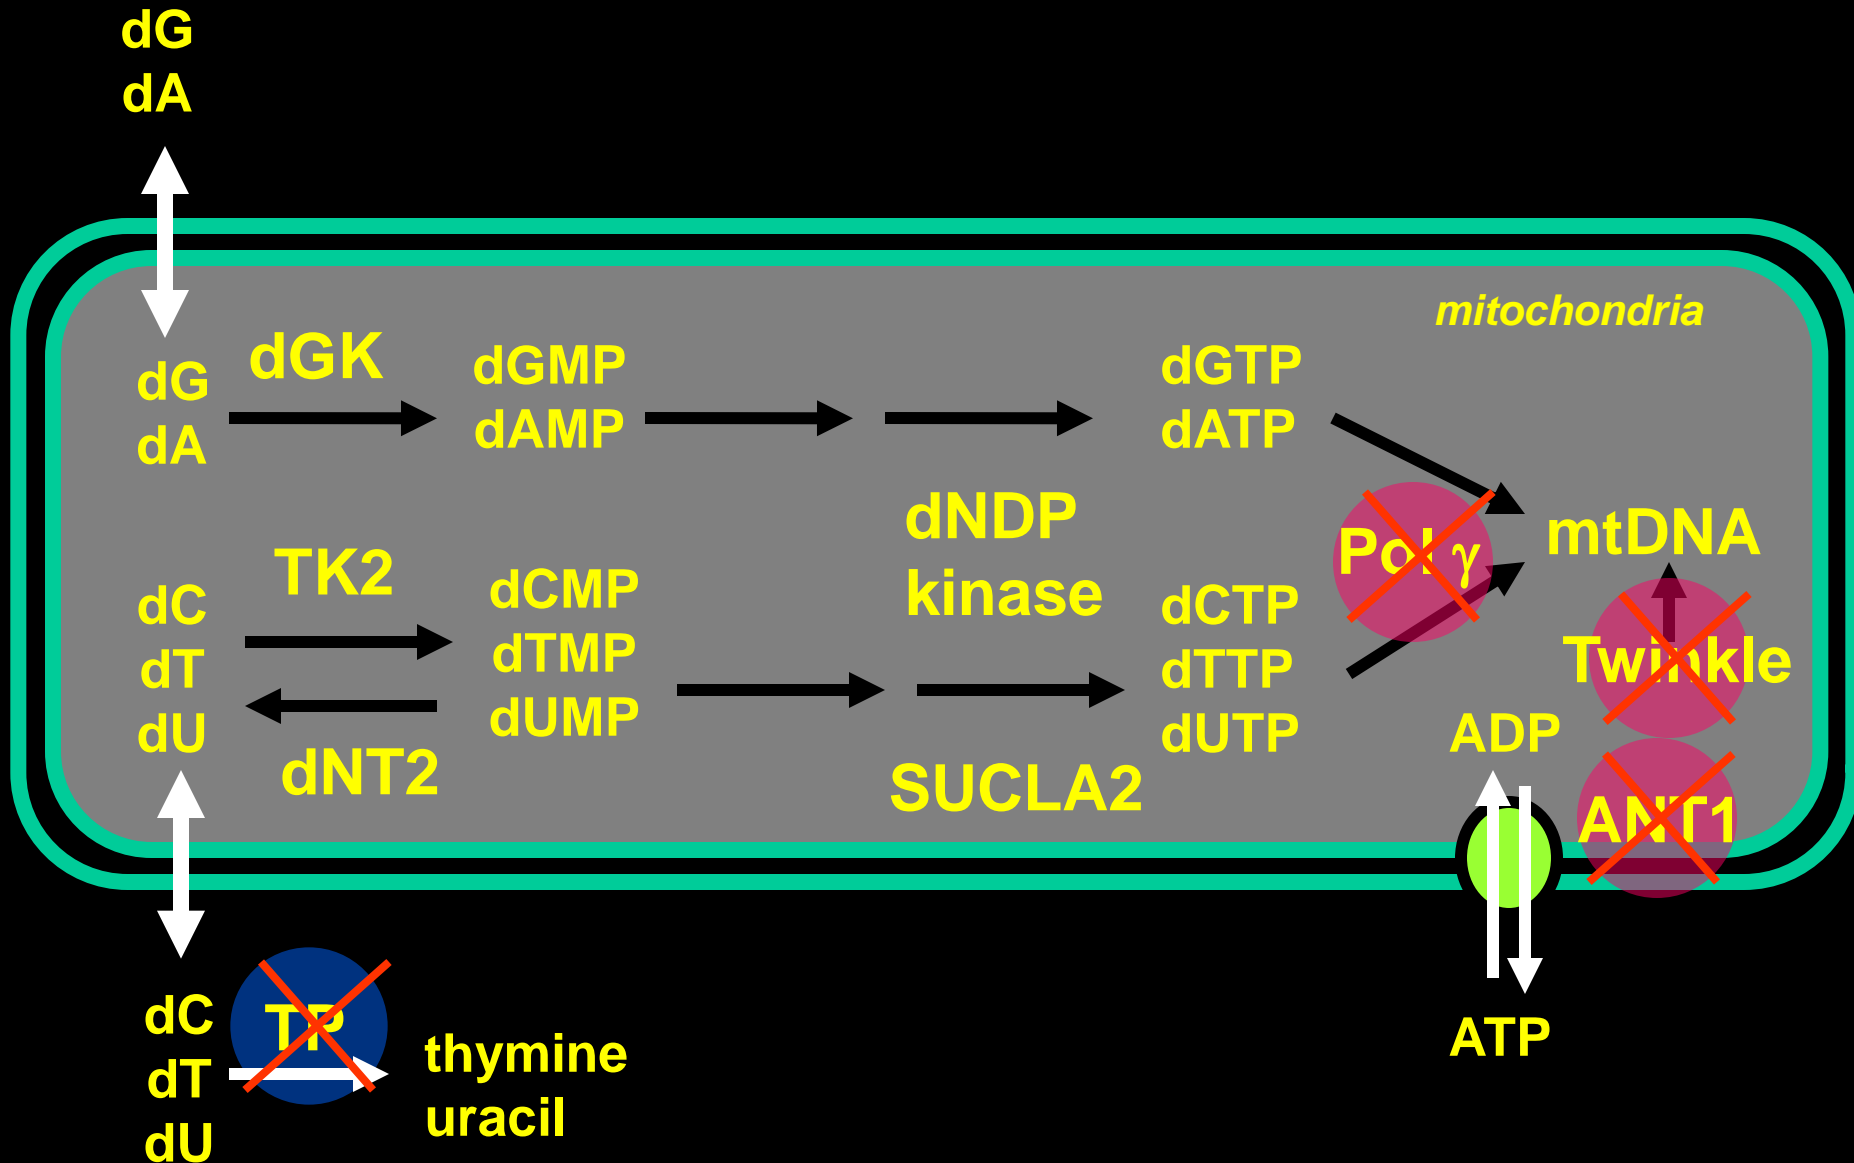 dG
dA
mitochondria
dG
dA
dGK
dGMP
dAMP
dGTP
dATP
dNDP
kinase
Pol γ
mtDNA
dC
dT
dU
TK2
dNT2
dCMP
dTMP
dUMP
SUCLA2
dCTP
dTTP
dUTP
Twinkle
ADP
ANT1
ATP
dC
dT
dU
TP
thymine
uracil